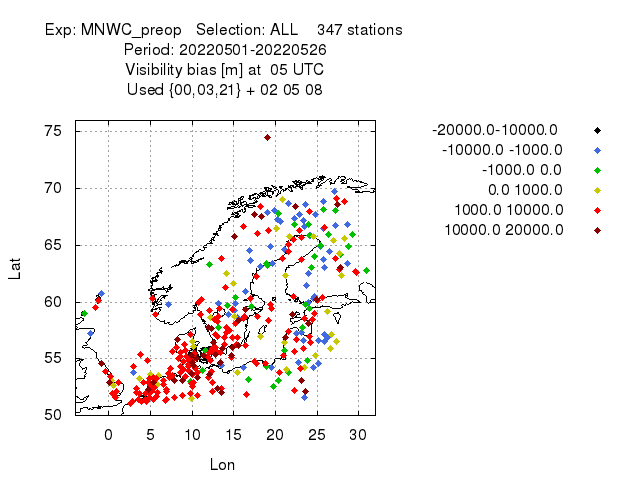 Exp: MNWC_preop   Selection: ALL    347 stations
Period: 20220501-20220526
Visibility bias [m] at  05 UTC
Used {00,03,21} + 02 05 08
-20000.0-10000.0
-10000.0 -1000.0
-1000.0 0.0
0.0 1000.0
1000.0 10000.0
10000.0 20000.0
75
70
65
60
55
50
Lat
0 5 10 15 20 25 30
Lon